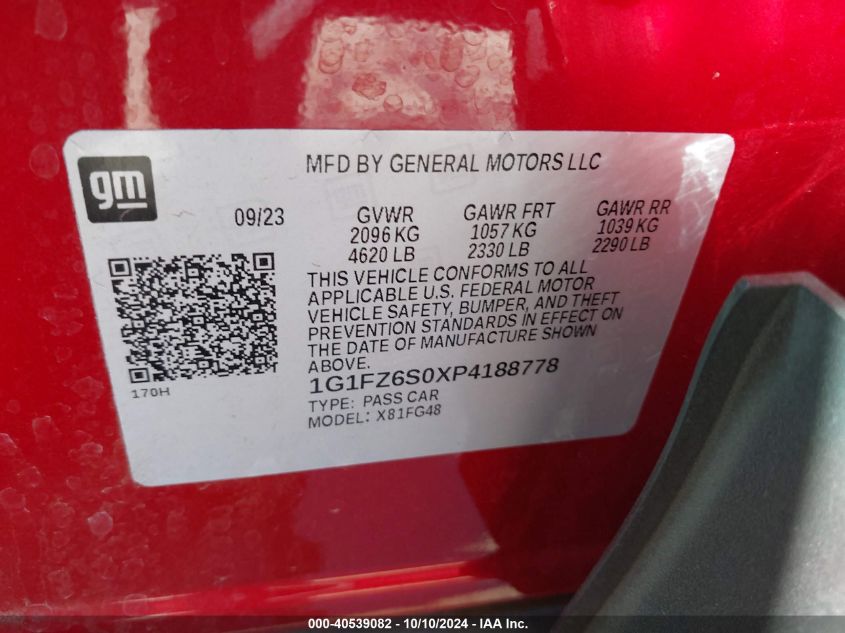 gm
MFD BY GENERAL MOTORS LLC
09/23
GVWR GAWR FRT GAWR RR
2096 KG 1057 KG 1039 KG
4620 LB 2330 LB 2290 LB
THIS VEHICLE CONFORMS TO ALL
APPLICABLE U.S. FEDERAL MOTOR
VEHICLE SAFETY, BUMPER, AND THEFT
PREVENTION STANDARDS IN EFFECT ON
THE DATE OF MANUFACTURE SHOWN
ABOVE.
170H
1G1FZ6S0XP4188778
TYPE: PASS CAR
MODEL: X81FG48
000-40539082 - 10/10/2024 - IAA Inc.